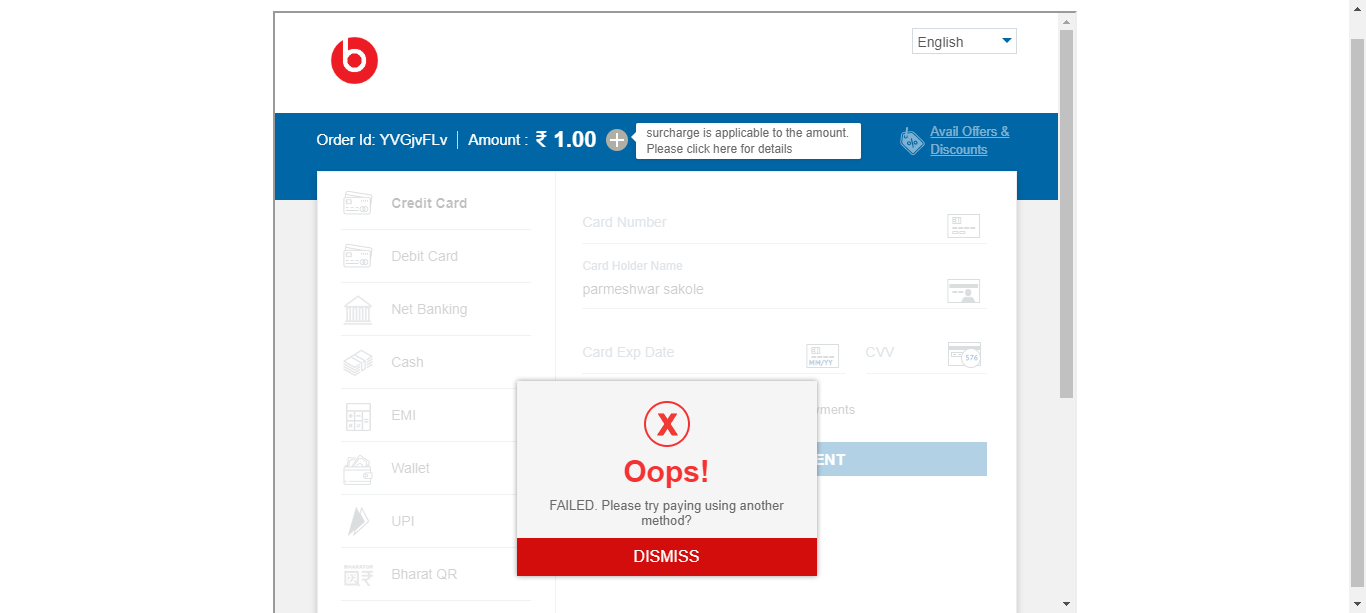 b
English
Order Id: YVGjvFLv
Amount : ₹ 1.00
surcharge is applicable to the amount.
Please click here for details
Avail Offers &
Discounts
Credit Card
Debit Card
Net Banking
Cash
EMI
Wallet
UPI
Bharat QR
Card Number
Card Holder Name
parmeshwar sakole
Card Exp Date
MM/YY
CVV
576
yments
ENT
X
Oops!
FAILED. Please try paying using another
method?
DISMISS